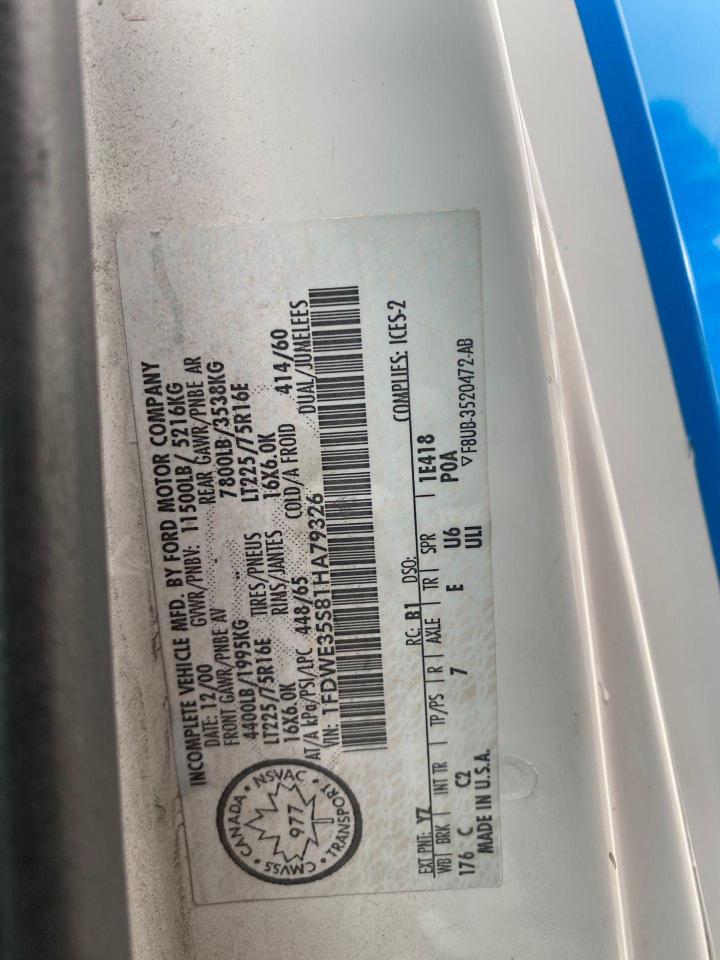 INCOMPLETE VEHICLE MFD. BY FORD MOTOR COMPANY
DATE: 12/00 GVWR/PNBV: 11500LB/ 5216KG
FRONT GAWR/PNBE AV REAR GAWR/PNBE AR
4400LB/1995KG 7800LB/3538KG
LT225/75R16E TIRES/PNEUS LT225/75R16E
16X6.0K RIMS/JANTES 16X6.0K
AT/A kPa/PSI/LPC 448/65 COLD/A FROID 414/60
VIN: 1FDWE35S81HA79326 DUAL/JUMELEES
CANADA • NSVAC • TRANSPORT • CMVSS •
977
RC: B1 DSO: COMPLIES: ICES-2
EXT PNT: YZ
WB | BRK | INT TR | TP/PS | R | AXLE | TR | SPR | 1E418
176 C C2 7 E U6 P0A
MADE IN U.S.A. ULI
▽F8UB-3520472-AB